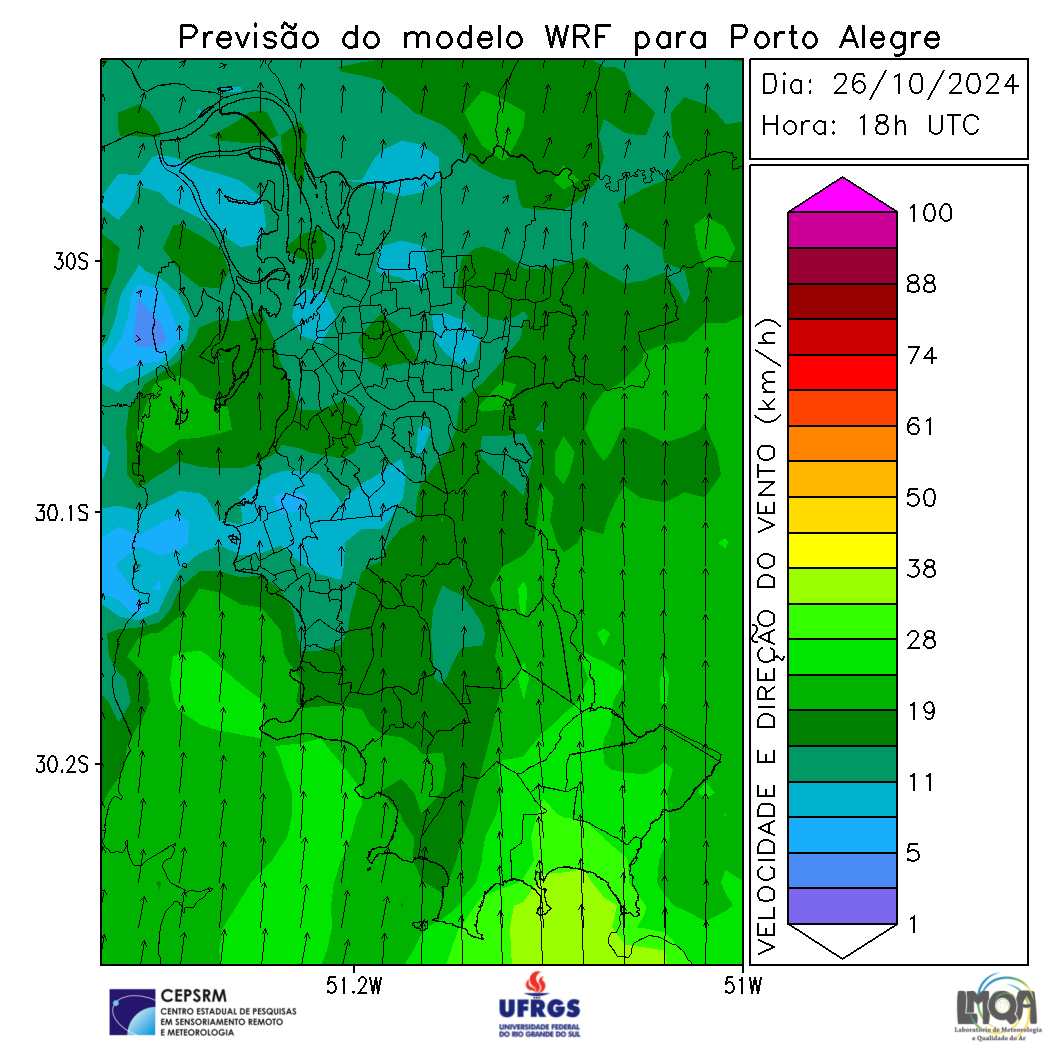 Previsão do modelo WRF para Porto Alegre
Dia: 26/10/2024
Hora: 18h UTC
30S
30.1S
30.2S
51.2W
51W
VELOCIDADE E DIREÇÃO DO VENTO (km/h)
100
88
74
61
50
38
28
19
11
5
1
CEPSRM
CENTRO ESTADUAL DE PESQUISAS
EM SENSORIAMENTO REMOTO
E METEOROLOGIA
UFRGS
UNIVERSIDADE FEDERAL
DO RIO GRANDE DO SUL
LMQA
Laboratório de Meteorologia
e Qualidade do Ar